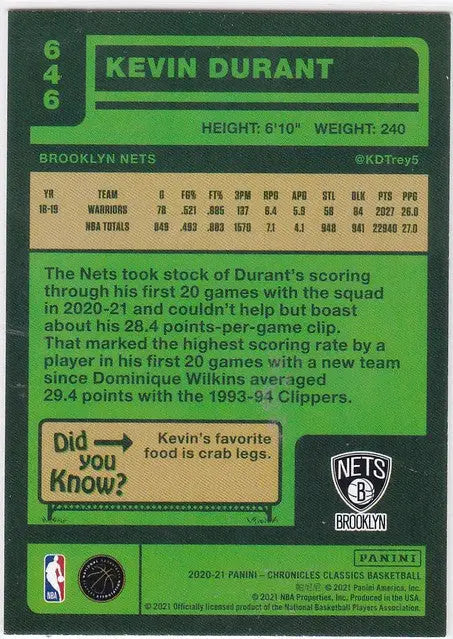 646
KEVIN DURANT
HEIGHT: 6'10" WEIGHT: 240
BROOKLYN NETS @KDTrey5
YR TEAM G FG% FT% 3PM RPG APG STL BLK PTS PPG
18-19 WARRIORS 78 .521 .885 137 6.4 5.9 58 84 2027 26.0
NBA TOTALS 849 .493 .883 1570 7.1 4.1 948 941 22940 27.0
The Nets took stock of Durant's scoring
through his first 20 games with the squad
in 2020-21 and couldn't help but boast
about his 28.4 points-per-game clip.
That marked the highest scoring rate by a
player in his first 20 games with a new team
since Dominique Wilkins averaged
29.4 points with the 1993-94 Clippers.
Did you Know?
Kevin's favorite
food is crab legs.
NETS
B
BROOKLYN
PANINI
NBA
2020-21 PANINI – CHRONICLES CLASSICS BASKETBALL
© 2021 Panini America, Inc.
© 2021 NBA Properties, Inc. Produced in the USA.
© 2021 Officially licensed product of the National Basketball Players Association.